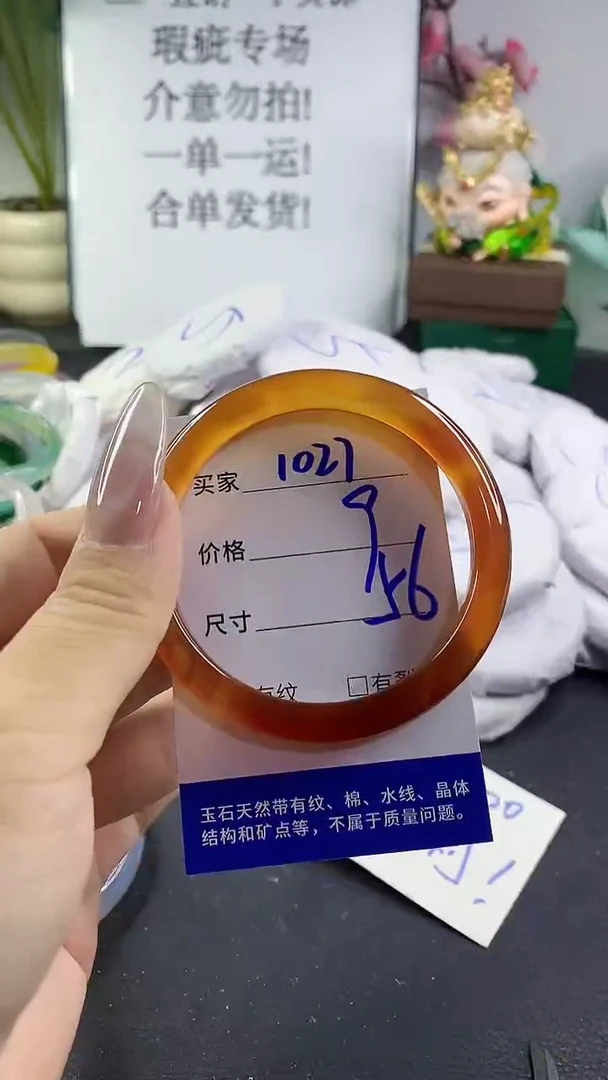 瑕疵专场
介意勿拍!
一单一运!
合单发货!
买家 1027
价格
尺寸 56
有纹 □有裂
玉石天然带有纹、棉、水线、晶体
结构和矿点等，不属于质量问题。